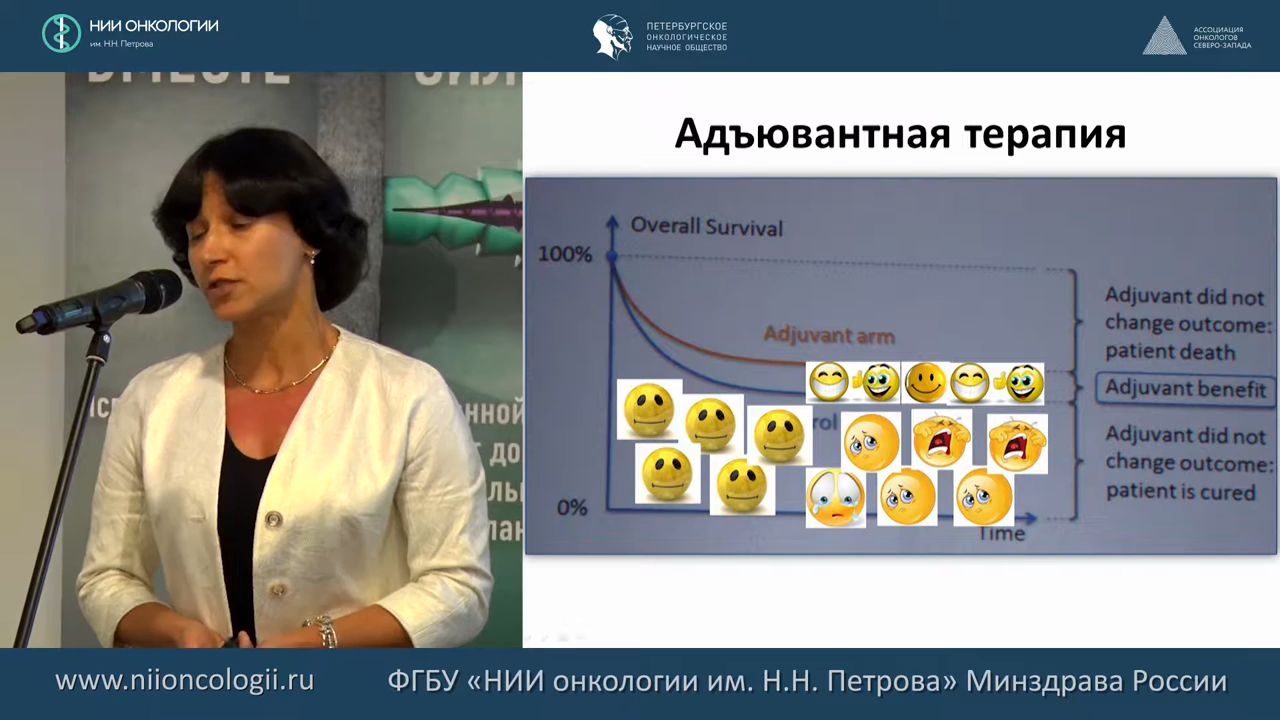 НИИ ОНКОЛОГИИ
им. Н.Н. Петрова
ПЕТЕРБУРГСКОЕ
ОНКОЛОГИЧЕСКОЕ
НАУЧНОЕ ОБЩЕСТВО
АССОЦИАЦИЯ
ОНКОЛОГОВ
СЕВЕРО-ЗАПАДА
ВМЕСТЕ
Адъювантная терапия
Overall Survival
100%
Adjuvant arm
Adjuvant did not
change outcome:
patient death
Adjuvant benefit
Adjuvant did not
change outcome:
patient is cured
0%
Time
www.niioncologii.ru
ФГБУ «НИИ онкологии им. Н.Н. Петрова» Минздрава России